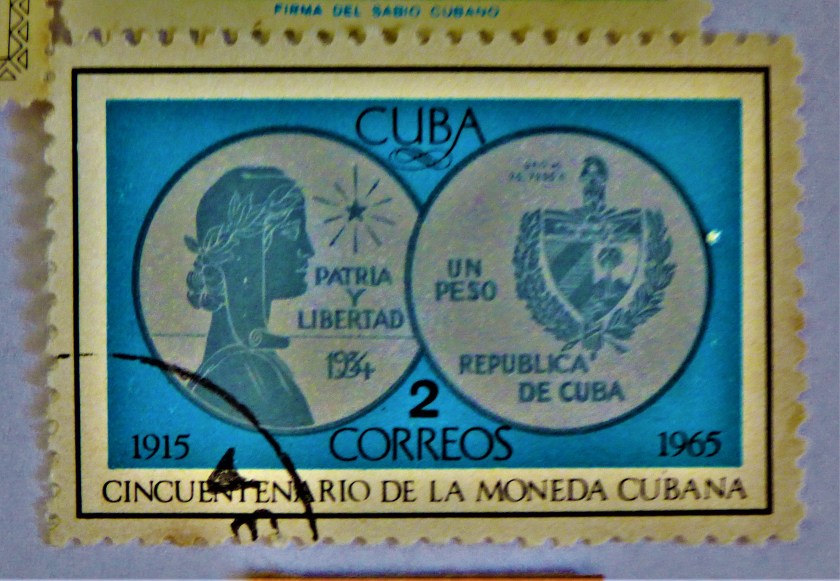 FIRMA DEL SABIO CUBANO
CUBA
PATRIA
Y
LIBERTAD
1934
UN
PESO
REPUBLICA
DE CUBA
2
1915
CORREOS
1965
CINCUENTENARIO DE LA MONEDA CUBANA